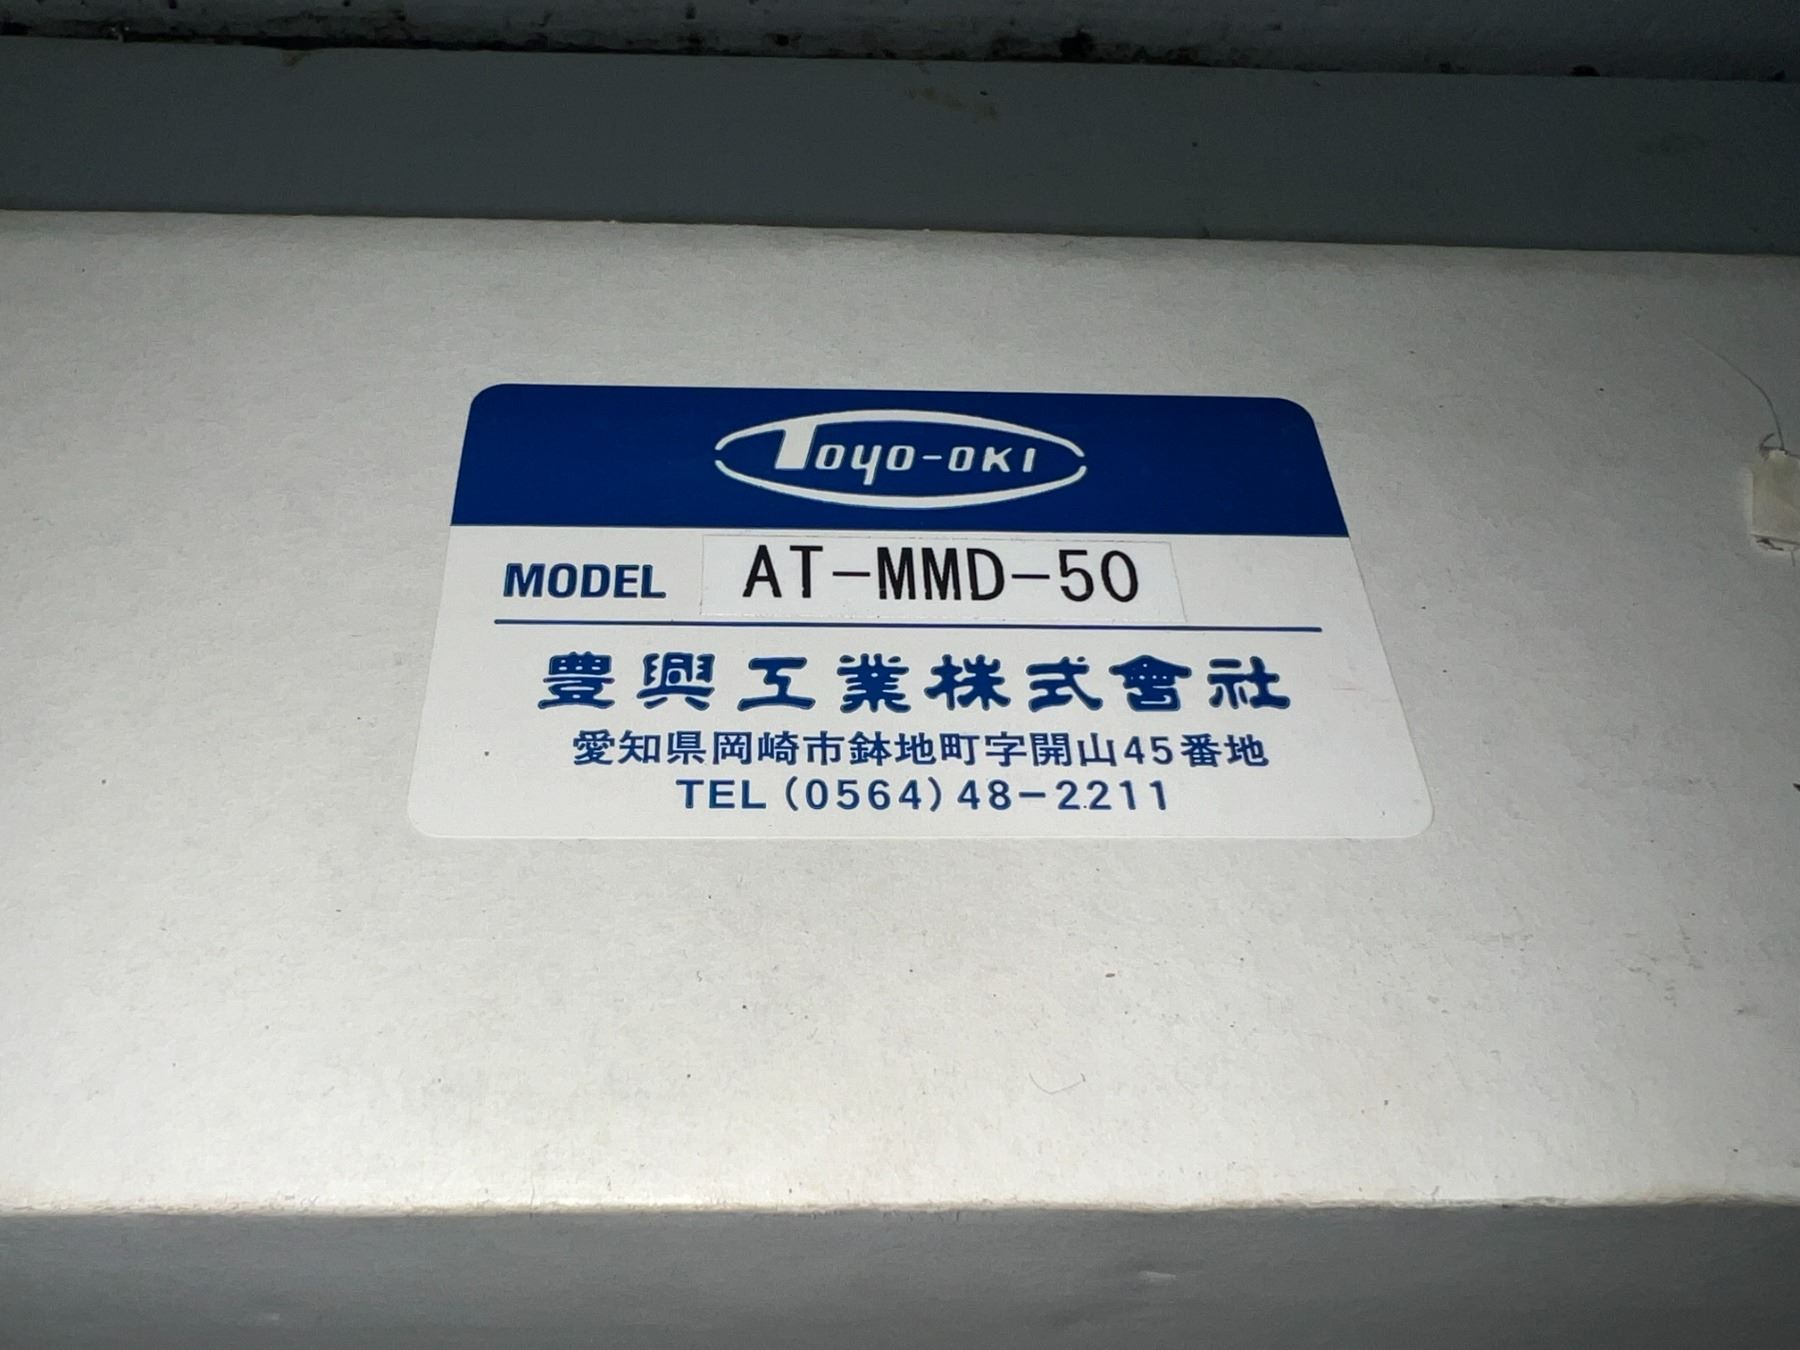 Toyo-OKI
MODEL AT-MMD-50
豊興工業株式會社
愛知県岡崎市鉢地町字開山45番地
TEL (0564) 48-2211